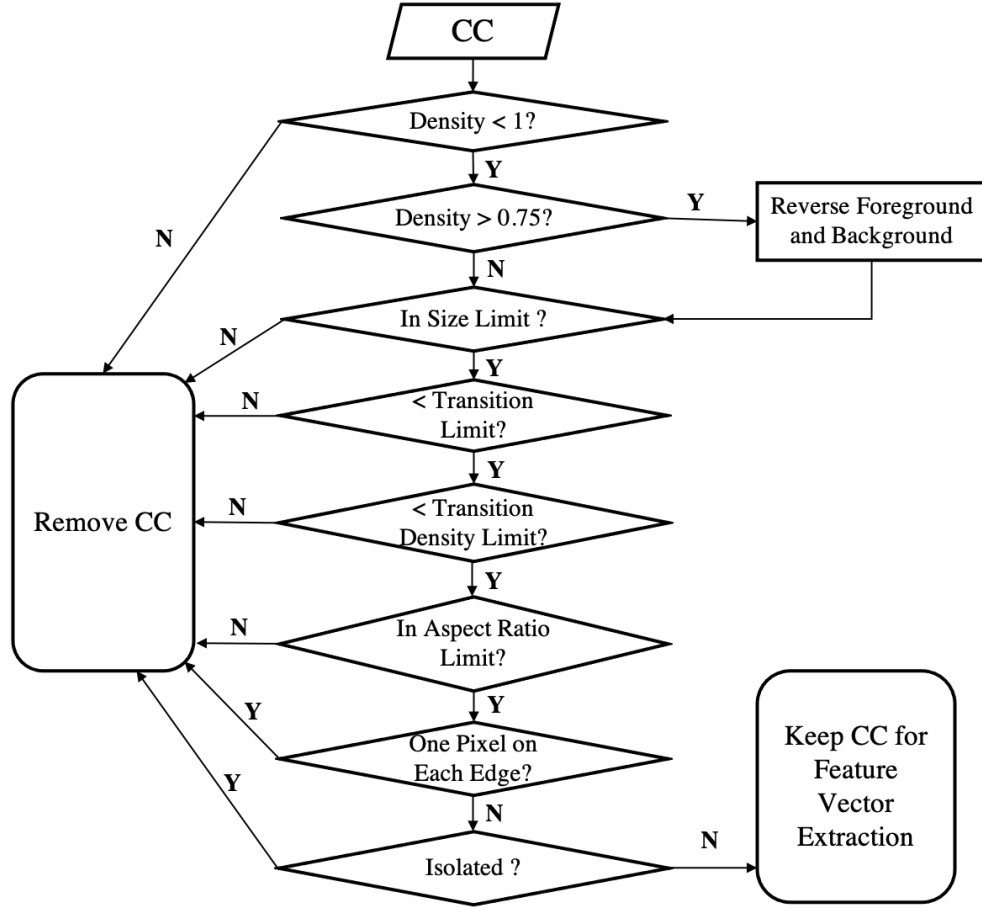 CC
Density < 1?
Y
Density > 0.75?
Y
Reverse Foreground
and Background
N
N
In Size Limit ?
N
Y
< Transition
Limit?
N
Y
< Transition
Density Limit?
N
Remove CC
Y
In Aspect Ratio
Limit?
N
Y
One Pixel on
Each Edge?
Y
N
Isolated ?
Y
N
Keep CC for
Feature
Vector
Extraction